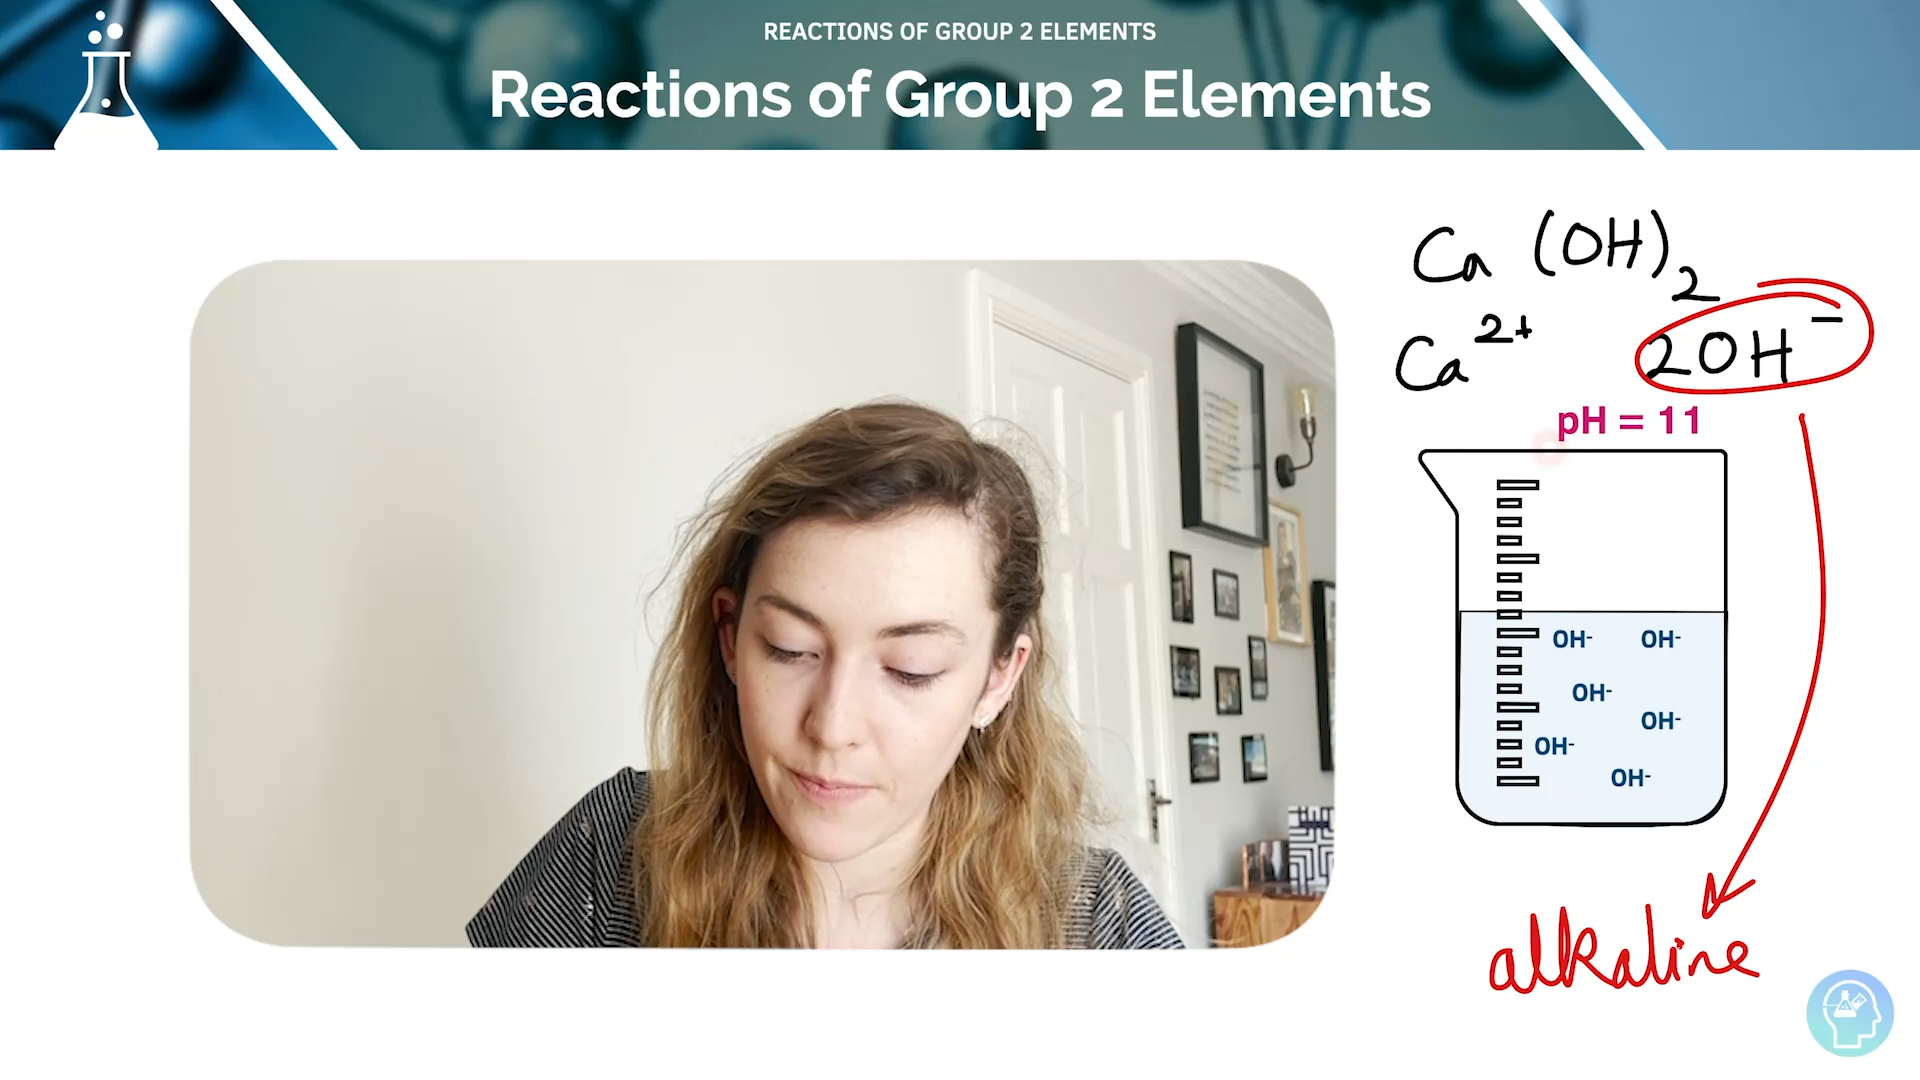 REACTIONS OF GROUP 2 ELEMENTS
Reactions of Group 2 Elements
Ca (OH)₂
Ca²⁺ 2OH⁻
pH = 11
OH- OH-
OH-
OH-
OH-
OH-
alkaline